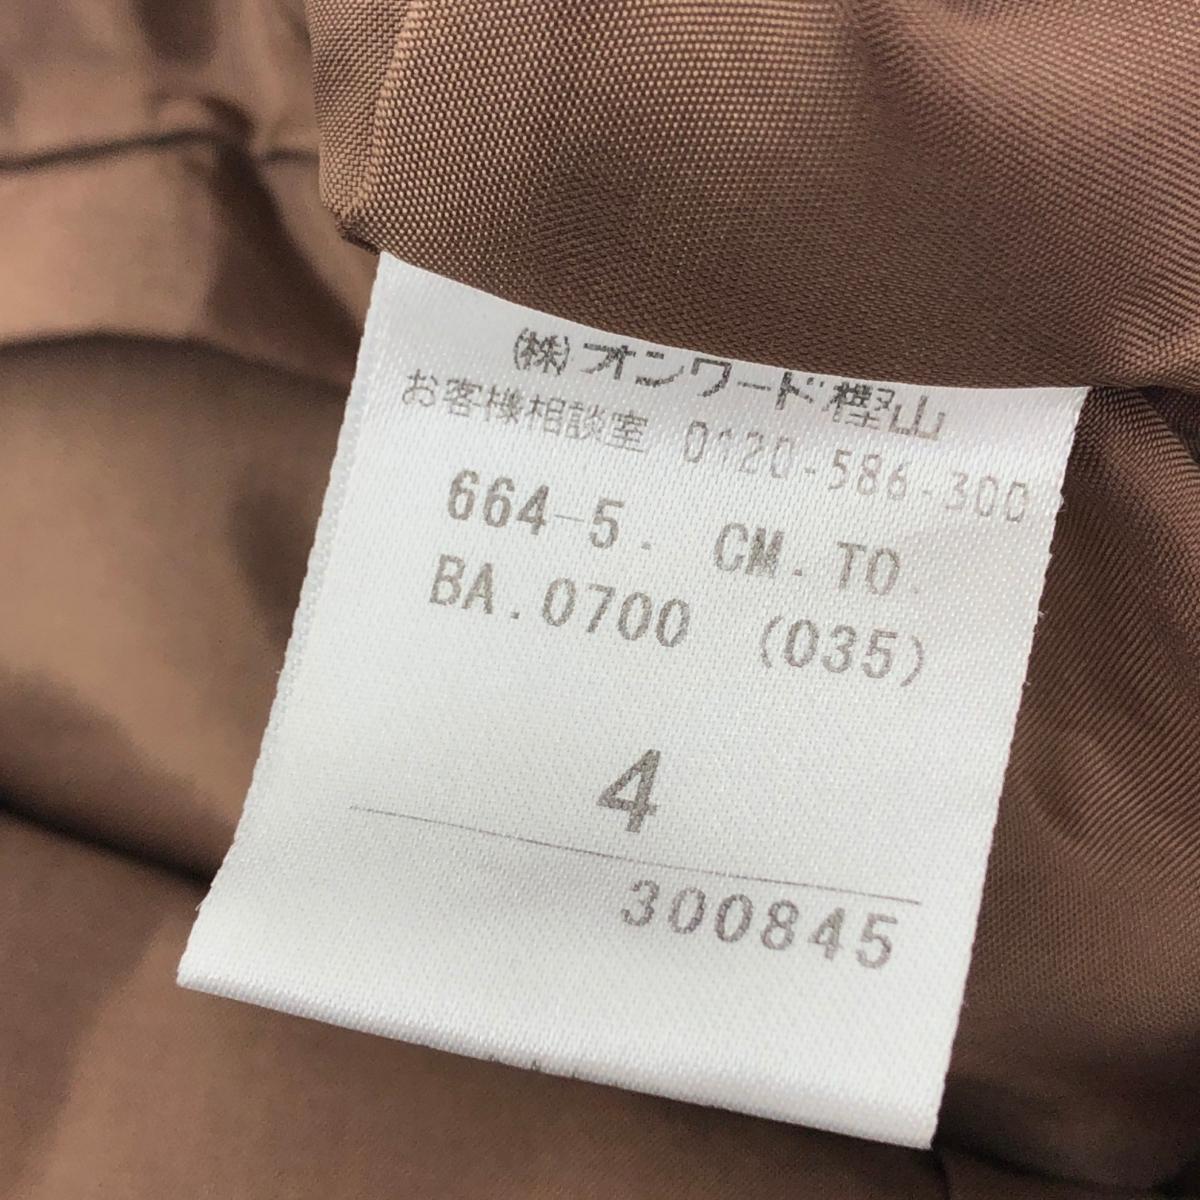 (株)オンワード樫山
お客様相談室 0120-586-300
664-5. CM.TO.
BA.0700 (035)
4
300845